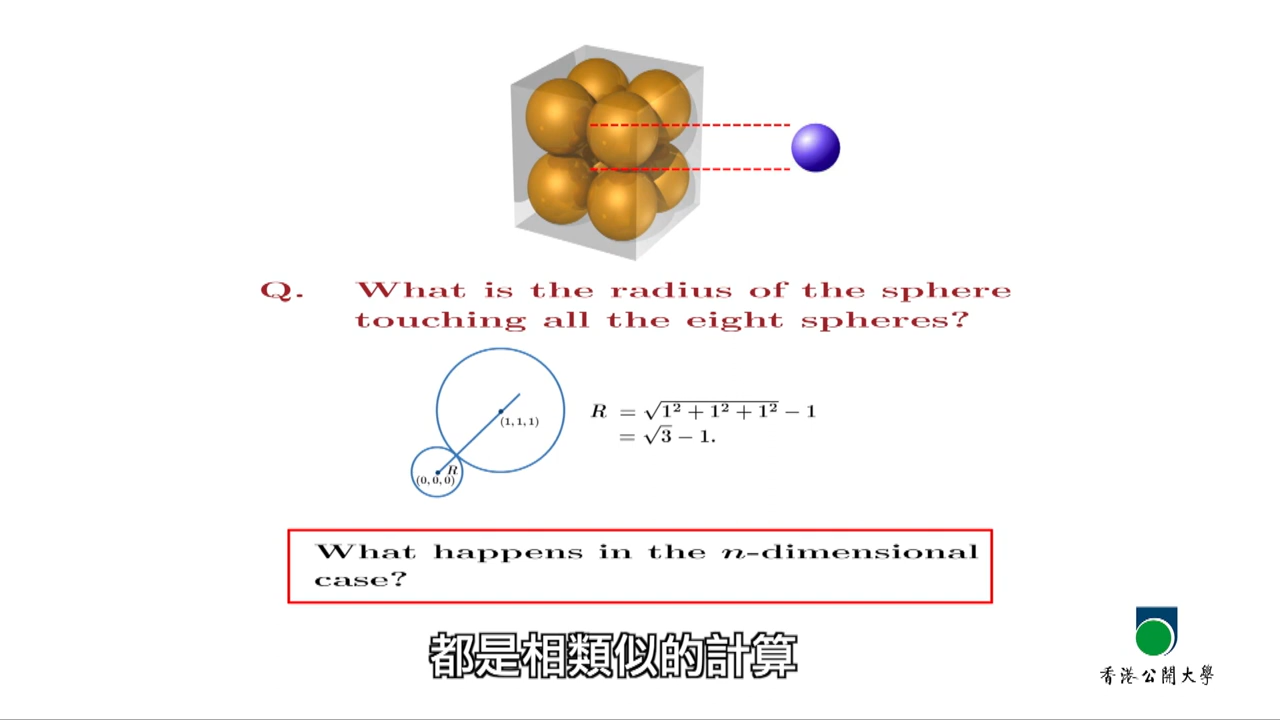 Q. What is the radius of the sphere
touching all the eight spheres?
(1, 1, 1)
R = √1² + 1² + 1² − 1
= √3 − 1.
R
(0, 0, 0)
What happens in the n-dimensional
case?
都是相類似的計算
香港公開大學